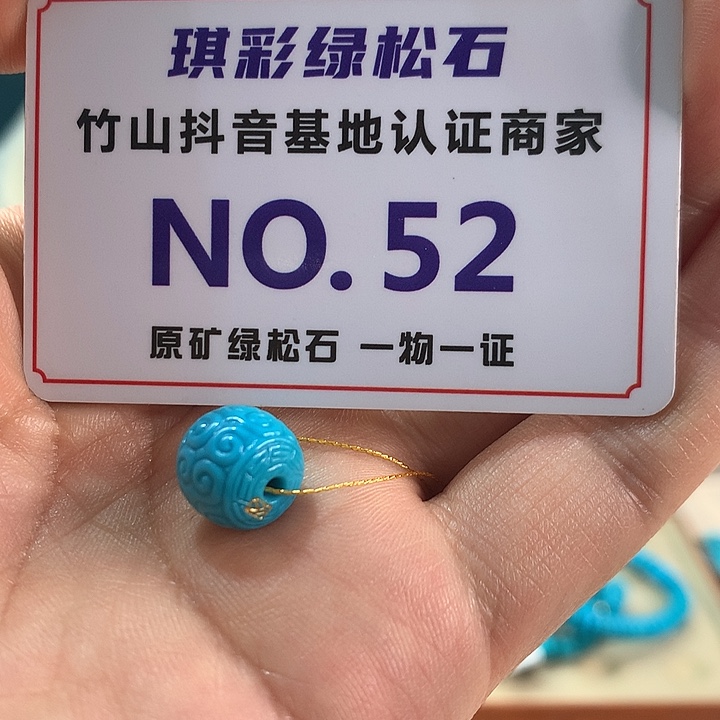 琪彩绿松石
竹山抖音基地认证商家
NO.52
原矿绿松石 一物一证